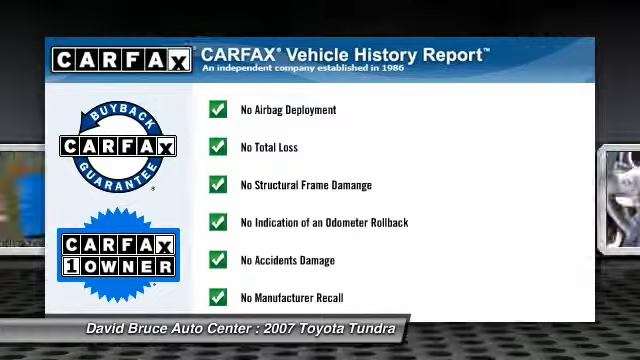 CARFAX CARFAX® Vehicle History Report™
An independent company established in 1986
BUYBACK
CARFAX
GUARANTEE®
CARFAX
1 OWNER
No Airbag Deployment
No Total Loss
No Structural Frame Damange
No Indication of an Odometer Rollback
No Accidents Damage
No Manufacturer Recall
David Bruce Auto Center : 2007 Toyota Tundra